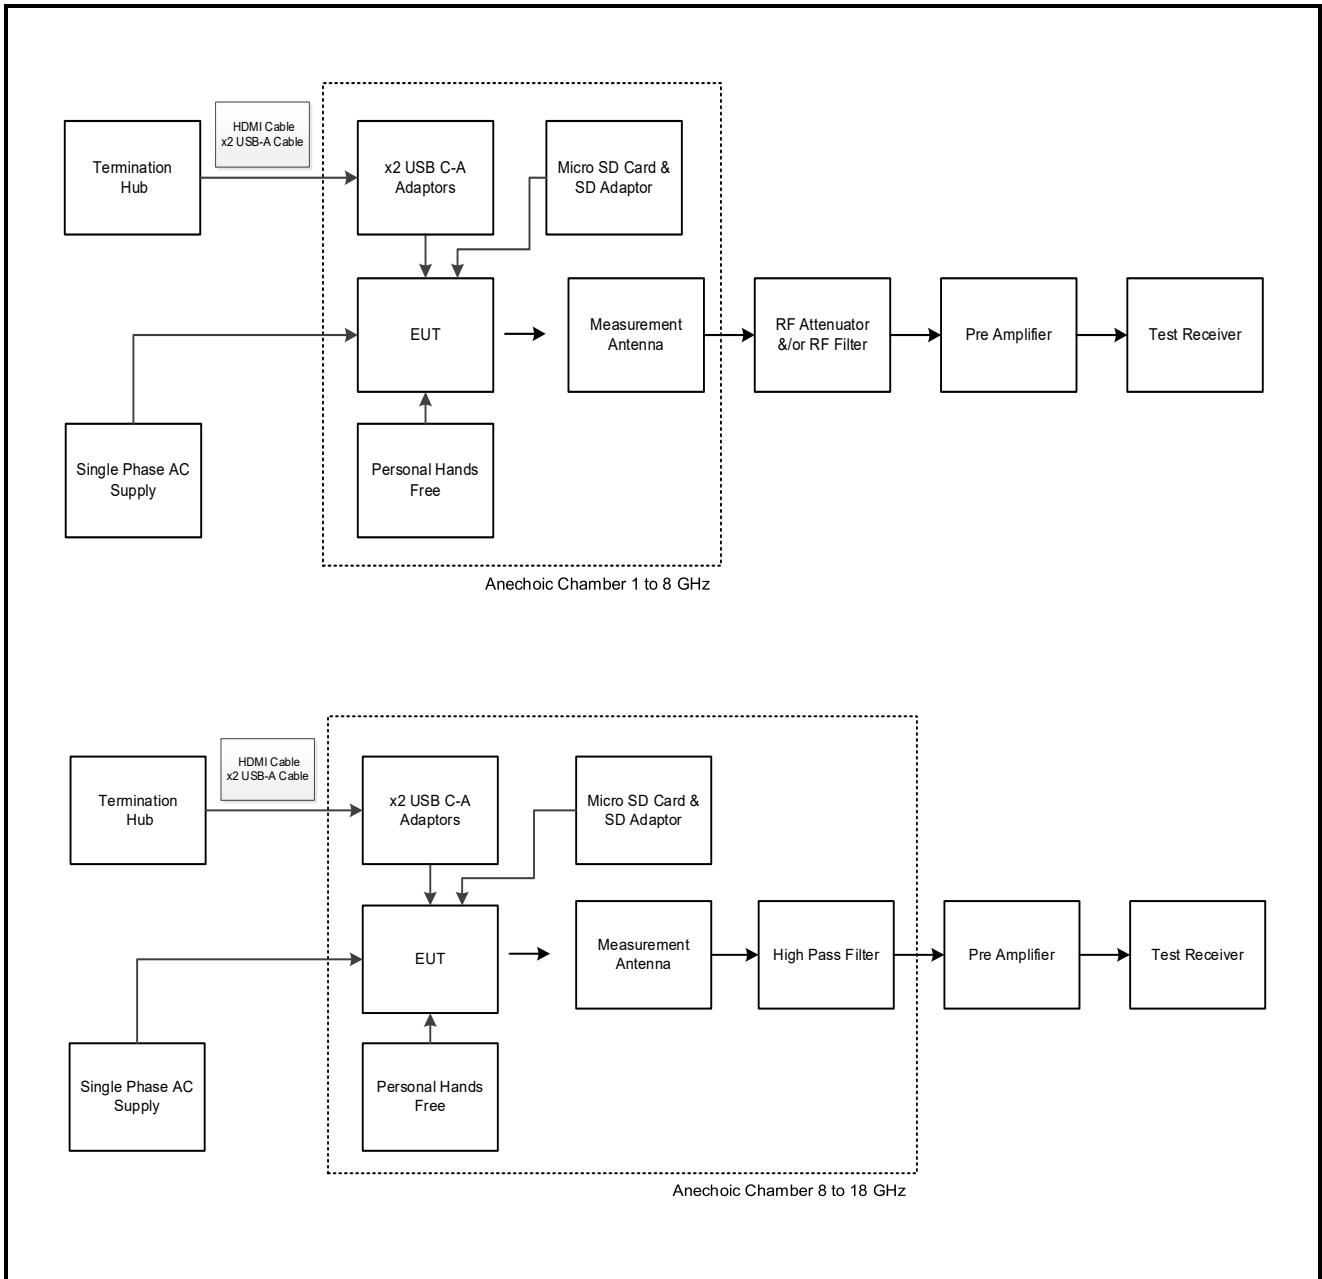 HDMI Cable
x2 USB-A Cable
Termination
Hub
x2 USB C-A
Adaptors
Micro SD Card &
SD Adaptor
EUT
Measurement
Antenna
RF Attenuator
&/or RF Filter
Pre Amplifier
Test Receiver
Single Phase AC
Supply
Personal Hands
Free
Anechoic Chamber 1 to 8 GHz
HDMI Cable
x2 USB-A Cable
Termination
Hub
x2 USB C-A
Adaptors
Micro SD Card &
SD Adaptor
EUT
Measurement
Antenna
High Pass Filter
Pre Amplifier
Test Receiver
Single Phase AC
Supply
Personal Hands
Free
Anechoic Chamber 8 to 18 GHz